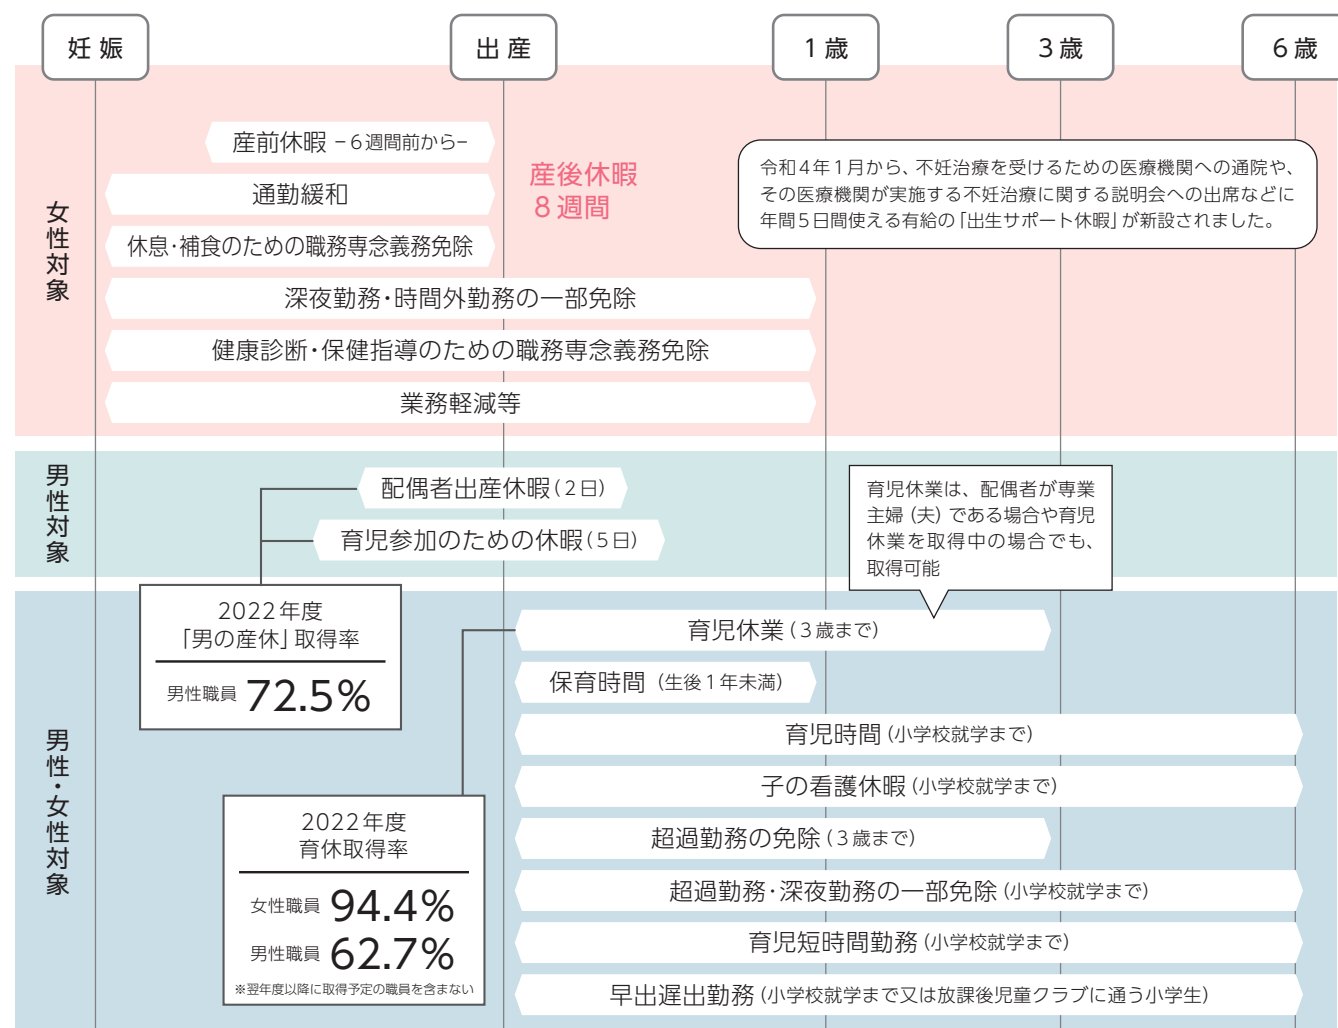 妊娠
出産
1歳
3歳
6歳
女性対象
産前休暇 −6週間前から−
通勤緩和
休息・補食のための職務専念義務免除
深夜勤務・時間外勤務の一部免除
健康診断・保健指導のための職務専念義務免除
業務軽減等
産後休暇
8週間
令和4年1月から、不妊治療を受けるための医療機関への通院や、
その医療機関が実施する不妊治療に関する説明会への出席などに
年間5日間使える有給の「出生サポート休暇」が新設されました。
男性対象
配偶者出産休暇(2日)
育児参加のための休暇(5日)
育児休業は、配偶者が専業
主婦(夫)である場合や育児
休業を取得中の場合でも、
取得可能
2022年度
「男の産休」取得率
男性職員 72.5%
男性・女性対象
育児休業(3歳まで)
保育時間(生後1年未満)
育児時間(小学校就学まで)
子の看護休暇(小学校就学まで)
超過勤務の免除(3歳まで)
超過勤務・深夜勤務の一部免除(小学校就学まで)
育児短時間勤務(小学校就学まで)
早出遅出勤務(小学校就学まで又は放課後児童クラブに通う小学生)
2022年度
育休取得率
女性職員 94.4%
男性職員 62.7%
※翌年度以降に取得予定の職員を含まない